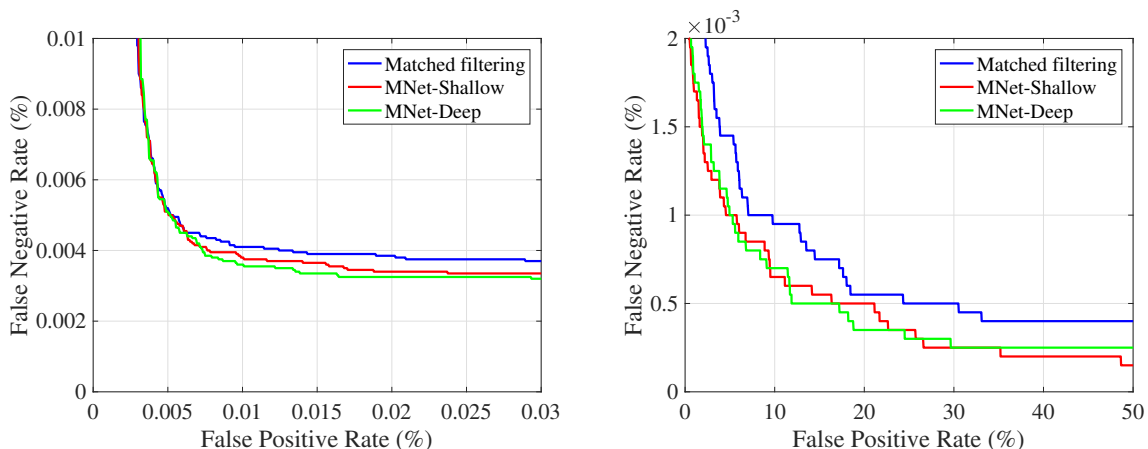 0.01
0.008
0.006
0.004
0.002
0
False Negative Rate (%)
Matched filtering
MNet-Shallow
MNet-Deep
0 0.005 0.01 0.015 0.02 0.025 0.03
False Positive Rate (%)
×10⁻³
2
1.5
1
0.5
0
False Negative Rate (%)
Matched filtering
MNet-Shallow
MNet-Deep
0 10 20 30 40 50
False Positive Rate (%)